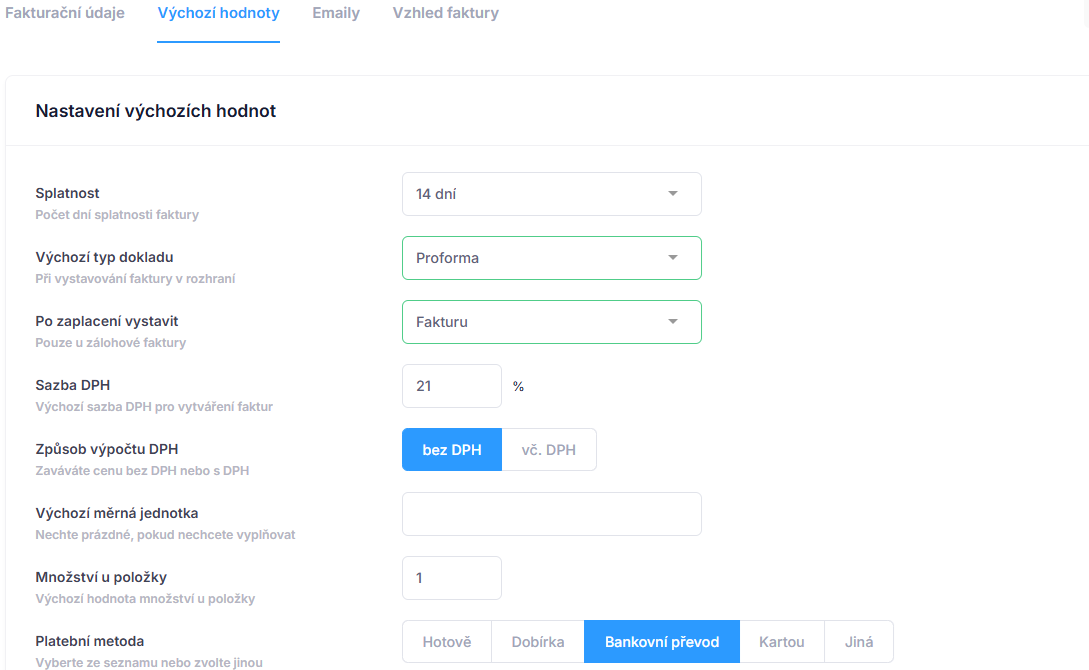 Fakturační údaje Výchozí hodnoty Emaily Vzhled faktury
Nastavení výchozích hodnot
Splatnost 14 dní
Počet dní splatnosti faktury
Výchozí typ dokladu Proforma
Při vystavování faktury v rozhraní
Po zaplacení vystavit Fakturu
Pouze u zálohové faktury
Sazba DPH 21 %
Výchozí sazba DPH pro vytváření faktur
Způsob výpočtu DPH bez DPH vč. DPH
Zaváváte cenu bez DPH nebo s DPH
Výchozí měrná jednotka
Nechte prázdné, pokud nechcete vyplňovat
Množství u položky 1
Výchozí hodnota množství u položky
Platební metoda Hotově Dobírka Bankovní převod Kartou Jiná
Vyberte ze seznamu nebo zvolte jinou